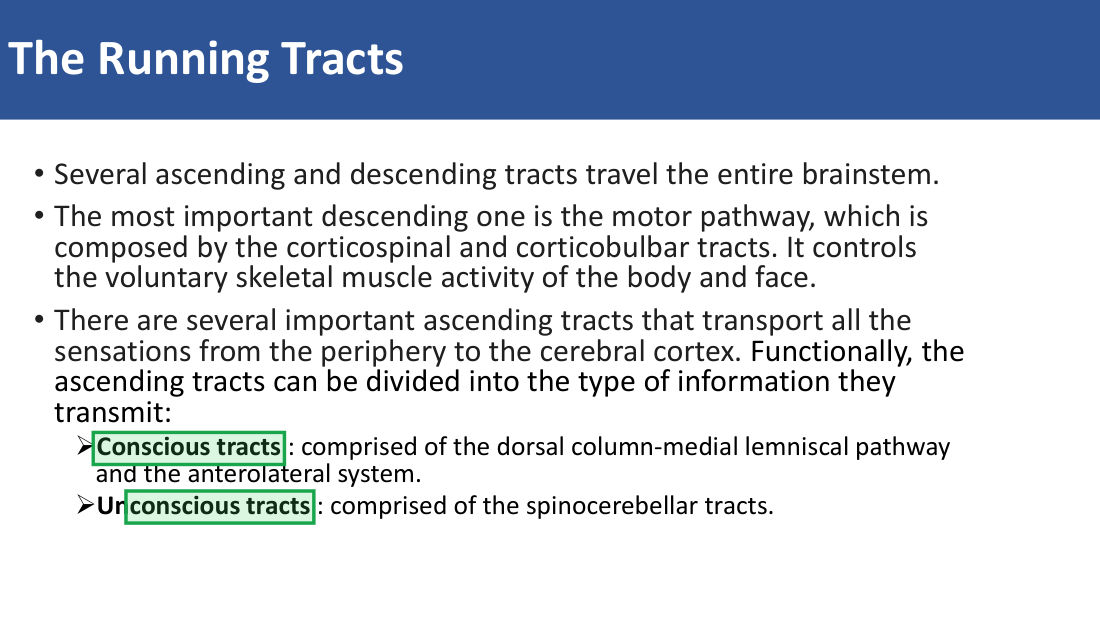 The Running Tracts
• Several ascending and descending tracts travel the entire brainstem.
• The most important descending one is the motor pathway, which is
composed by the corticospinal and corticobulbar tracts. It controls
the voluntary skeletal muscle activity of the body and face.
• There are several important ascending tracts that transport all the
sensations from the periphery to the cerebral cortex. Functionally, the
ascending tracts can be divided into the type of information they
transmit:
➢Conscious tracts : comprised of the dorsal column-medial lemniscal pathway
and the anterolateral system.
➢Unconscious tracts : comprised of the spinocerebellar tracts.